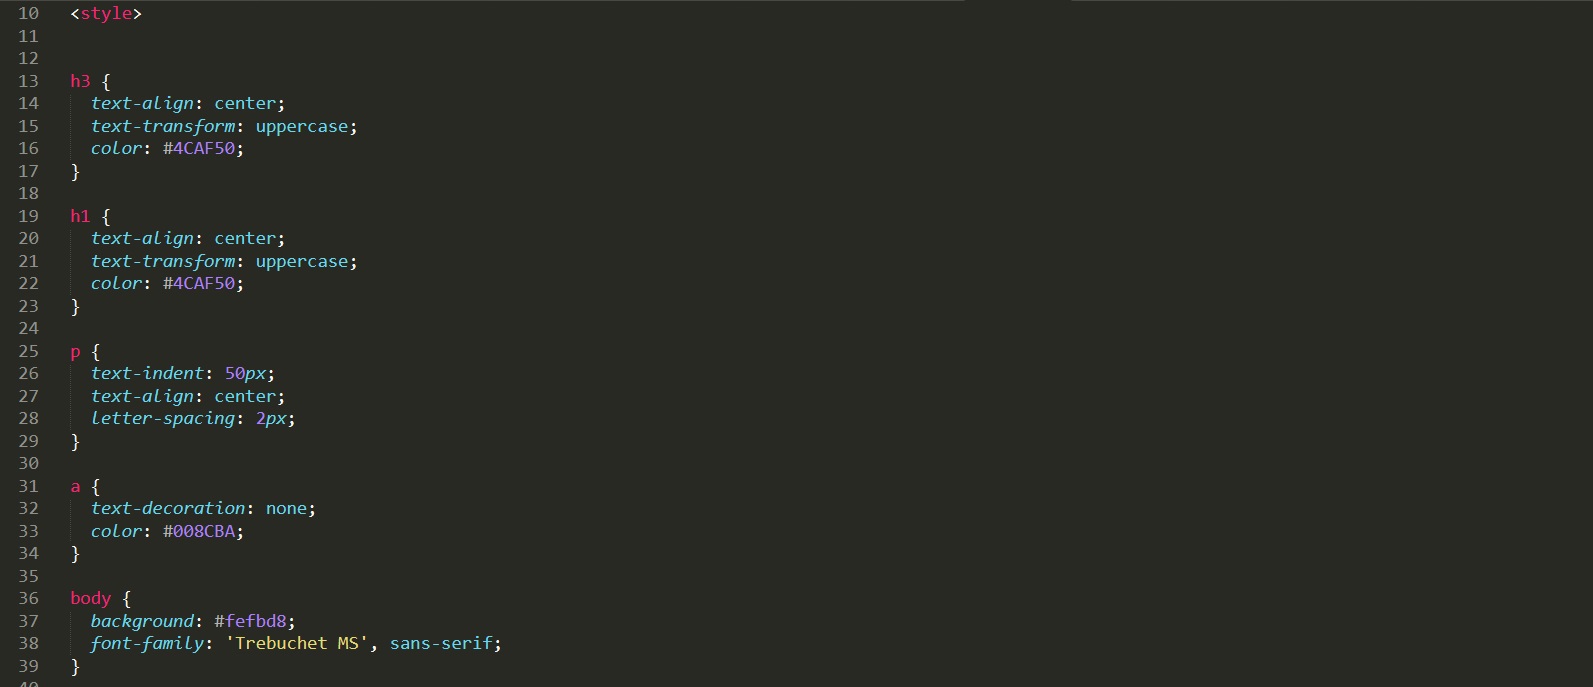 10 <style>
11
12
13 h3 {
14   text-align: center;
15   text-transform: uppercase;
16   color: #4CAF50;
17 }
18
19 h1 {
20   text-align: center;
21   text-transform: uppercase;
22   color: #4CAF50;
23 }
24
25 p {
26   text-indent: 50px;
27   text-align: center;
28   letter-spacing: 2px;
29 }
30
31 a {
32   text-decoration: none;
33   color: #008CBA;
34 }
35
36 body {
37   background: #fefbd8;
38   font-family: 'Trebuchet MS', sans-serif;
39 }
40